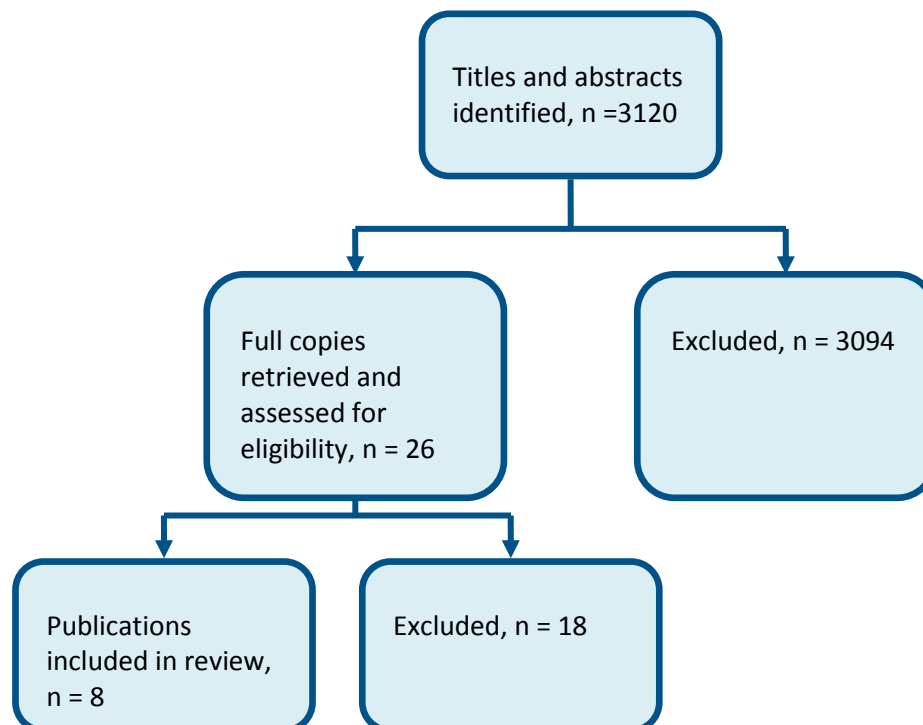 Titles and abstracts
identified, n =3120
Full copies
retrieved and
assessed for
eligibility, n = 26
Excluded, n = 3094
Publications
included in review,
n = 8
Excluded, n = 18